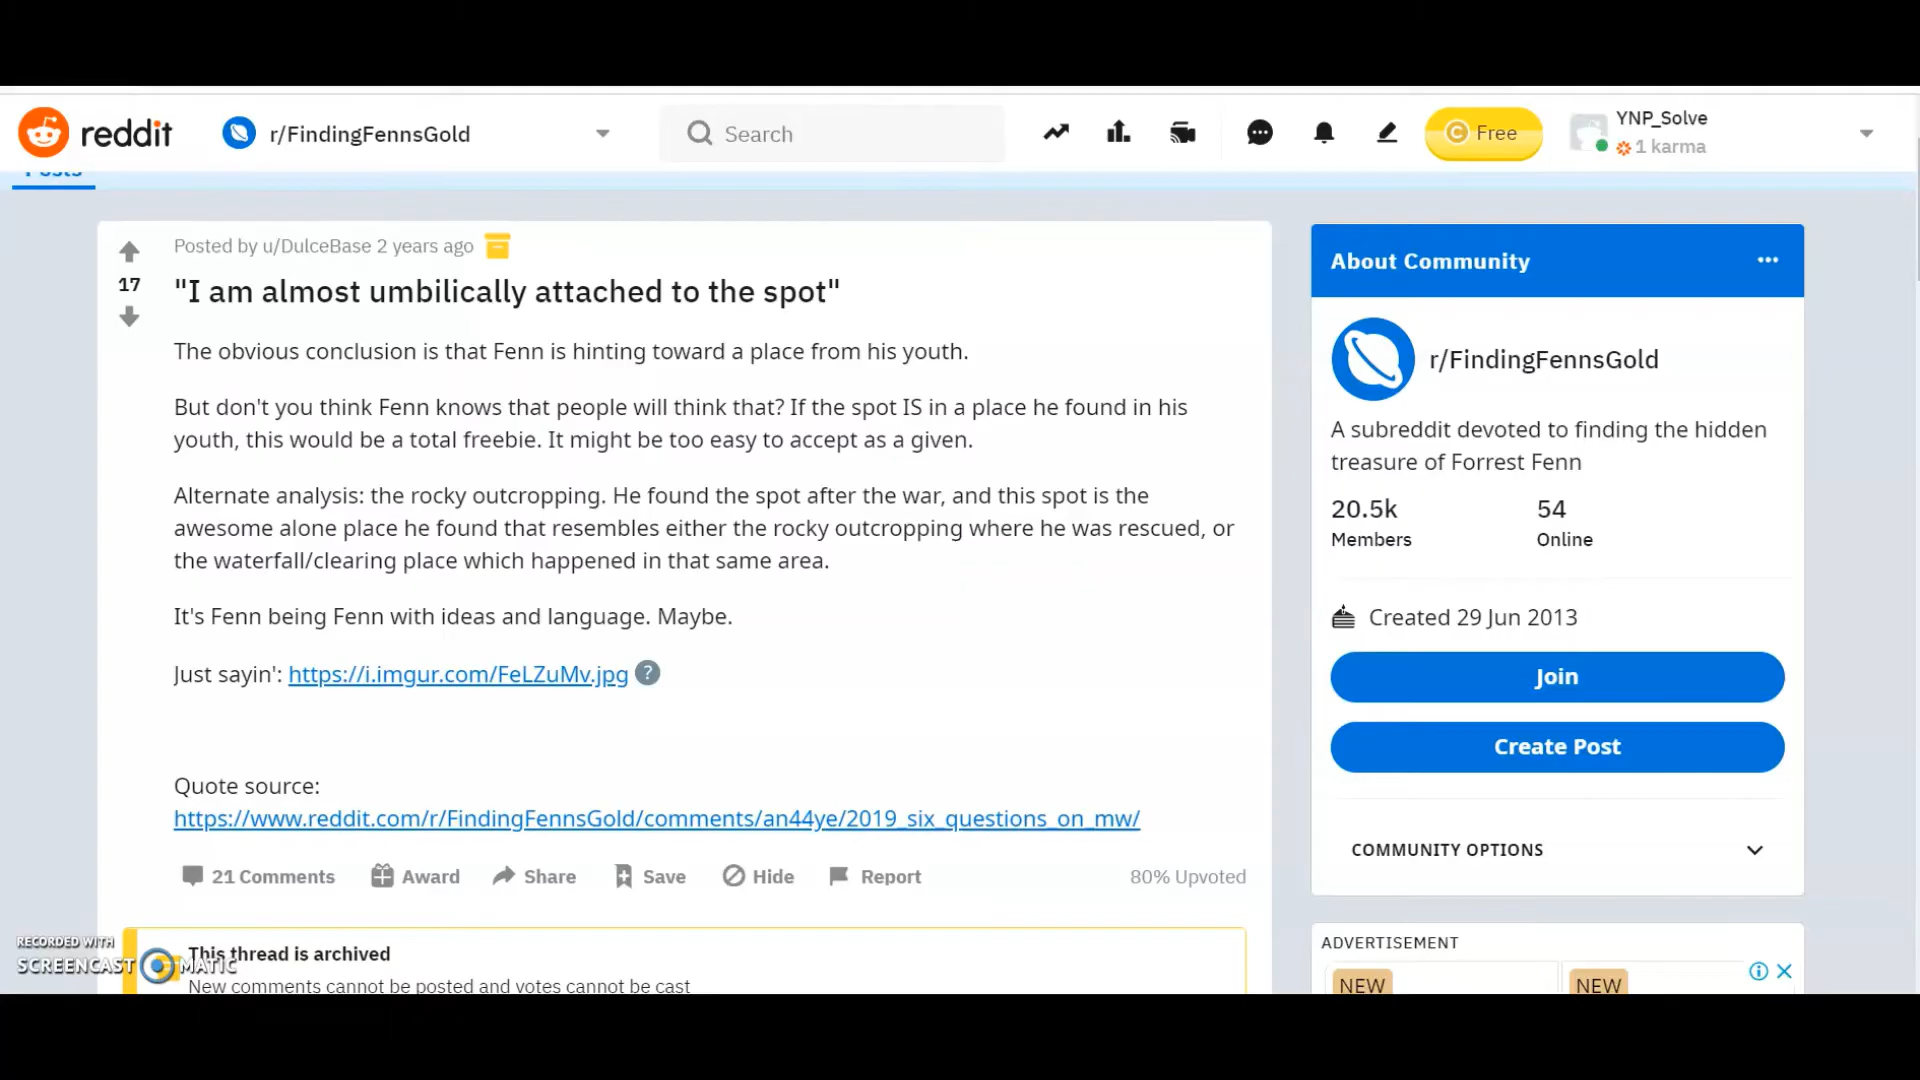 reddit
r/FindingFennsGold
Search
Free
YNP_Solve
1 karma
Posts
Posted by u/DulceBase 2 years ago
17
"I am almost umbilically attached to the spot"
The obvious conclusion is that Fenn is hinting toward a place from his youth.
But don't you think Fenn knows that people will think that? If the spot IS in a place he found in his
youth, this would be a total freebie. It might be too easy to accept as a given.
Alternate analysis: the rocky outcropping. He found the spot after the war, and this spot is the
awesome alone place he found that resembles either the rocky outcropping where he was rescued, or
the waterfall/clearing place which happened in that same area.
It's Fenn being Fenn with ideas and language. Maybe.
Just sayin': https://i.imgur.com/FeLZuMv.jpg ?
Quote source:
https://www.reddit.com/r/FindingFennsGold/comments/an44ye/2019_six_questions_on_mw/
21 Comments Award Share Save Hide Report 80% Upvoted
This thread is archived
New comments cannot be posted and votes cannot be cast
RECORDED WITH
SCREENCAST MATIC
About Community
r/FindingFennsGold
A subreddit devoted to finding the hidden
treasure of Forrest Fenn
20.5k 54
Members Online
Created 29 Jun 2013
Join
Create Post
COMMUNITY OPTIONS
ADVERTISEMENT
NEW NEW